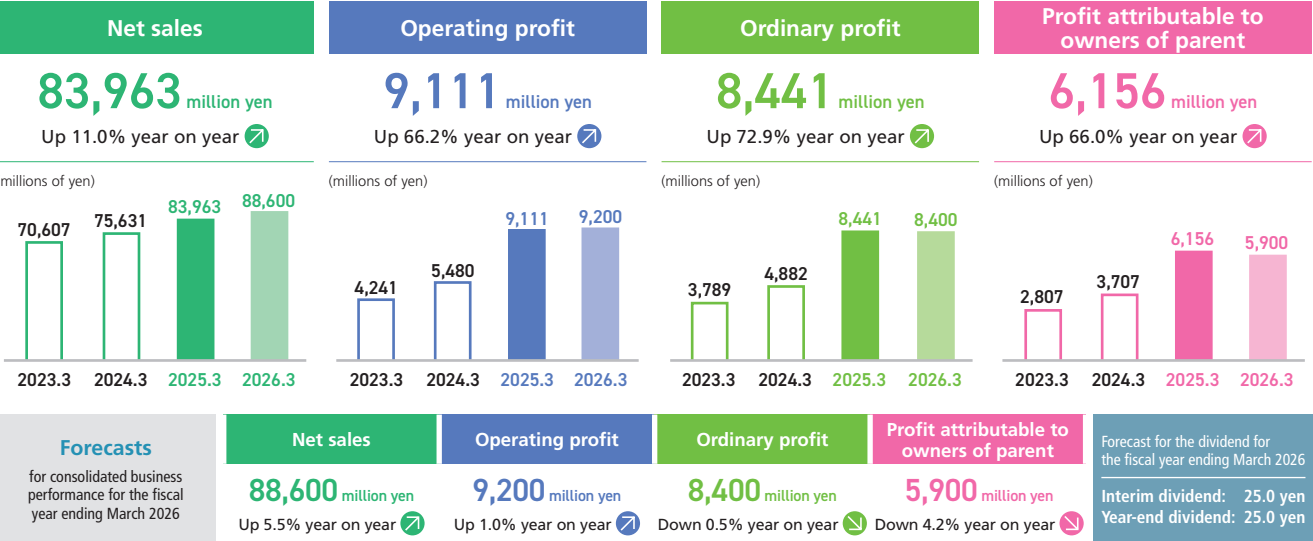 Net sales
83,963 million yen
Up 11.0% year on year
(millions of yen)
70,607
75,631
83,963
88,600
2023.3 2024.3 2025.3 2026.3
Operating profit
9,111 million yen
Up 66.2% year on year
(millions of yen)
4,241
5,480
9,111
9,200
2023.3 2024.3 2025.3 2026.3
Ordinary profit
8,441 million yen
Up 72.9% year on year
(millions of yen)
3,789
4,882
8,441
8,400
2023.3 2024.3 2025.3 2026.3
Profit attributable to
owners of parent
6,156 million yen
Up 66.0% year on year
(millions of yen)
2,807
3,707
6,156
5,900
2023.3 2024.3 2025.3 2026.3
Forecasts
for consolidated business
performance for the fiscal
year ending March 2026
Net sales
88,600 million yen
Up 5.5% year on year
Operating profit
9,200 million yen
Up 1.0% year on year
Ordinary profit
8,400 million yen
Down 0.5% year on year
Profit attributable to
owners of parent
5,900 million yen
Down 4.2% year on year
Forecast for the dividend for
the fiscal year ending March 2026
Interim dividend: 25.0 yen
Year-end dividend: 25.0 yen